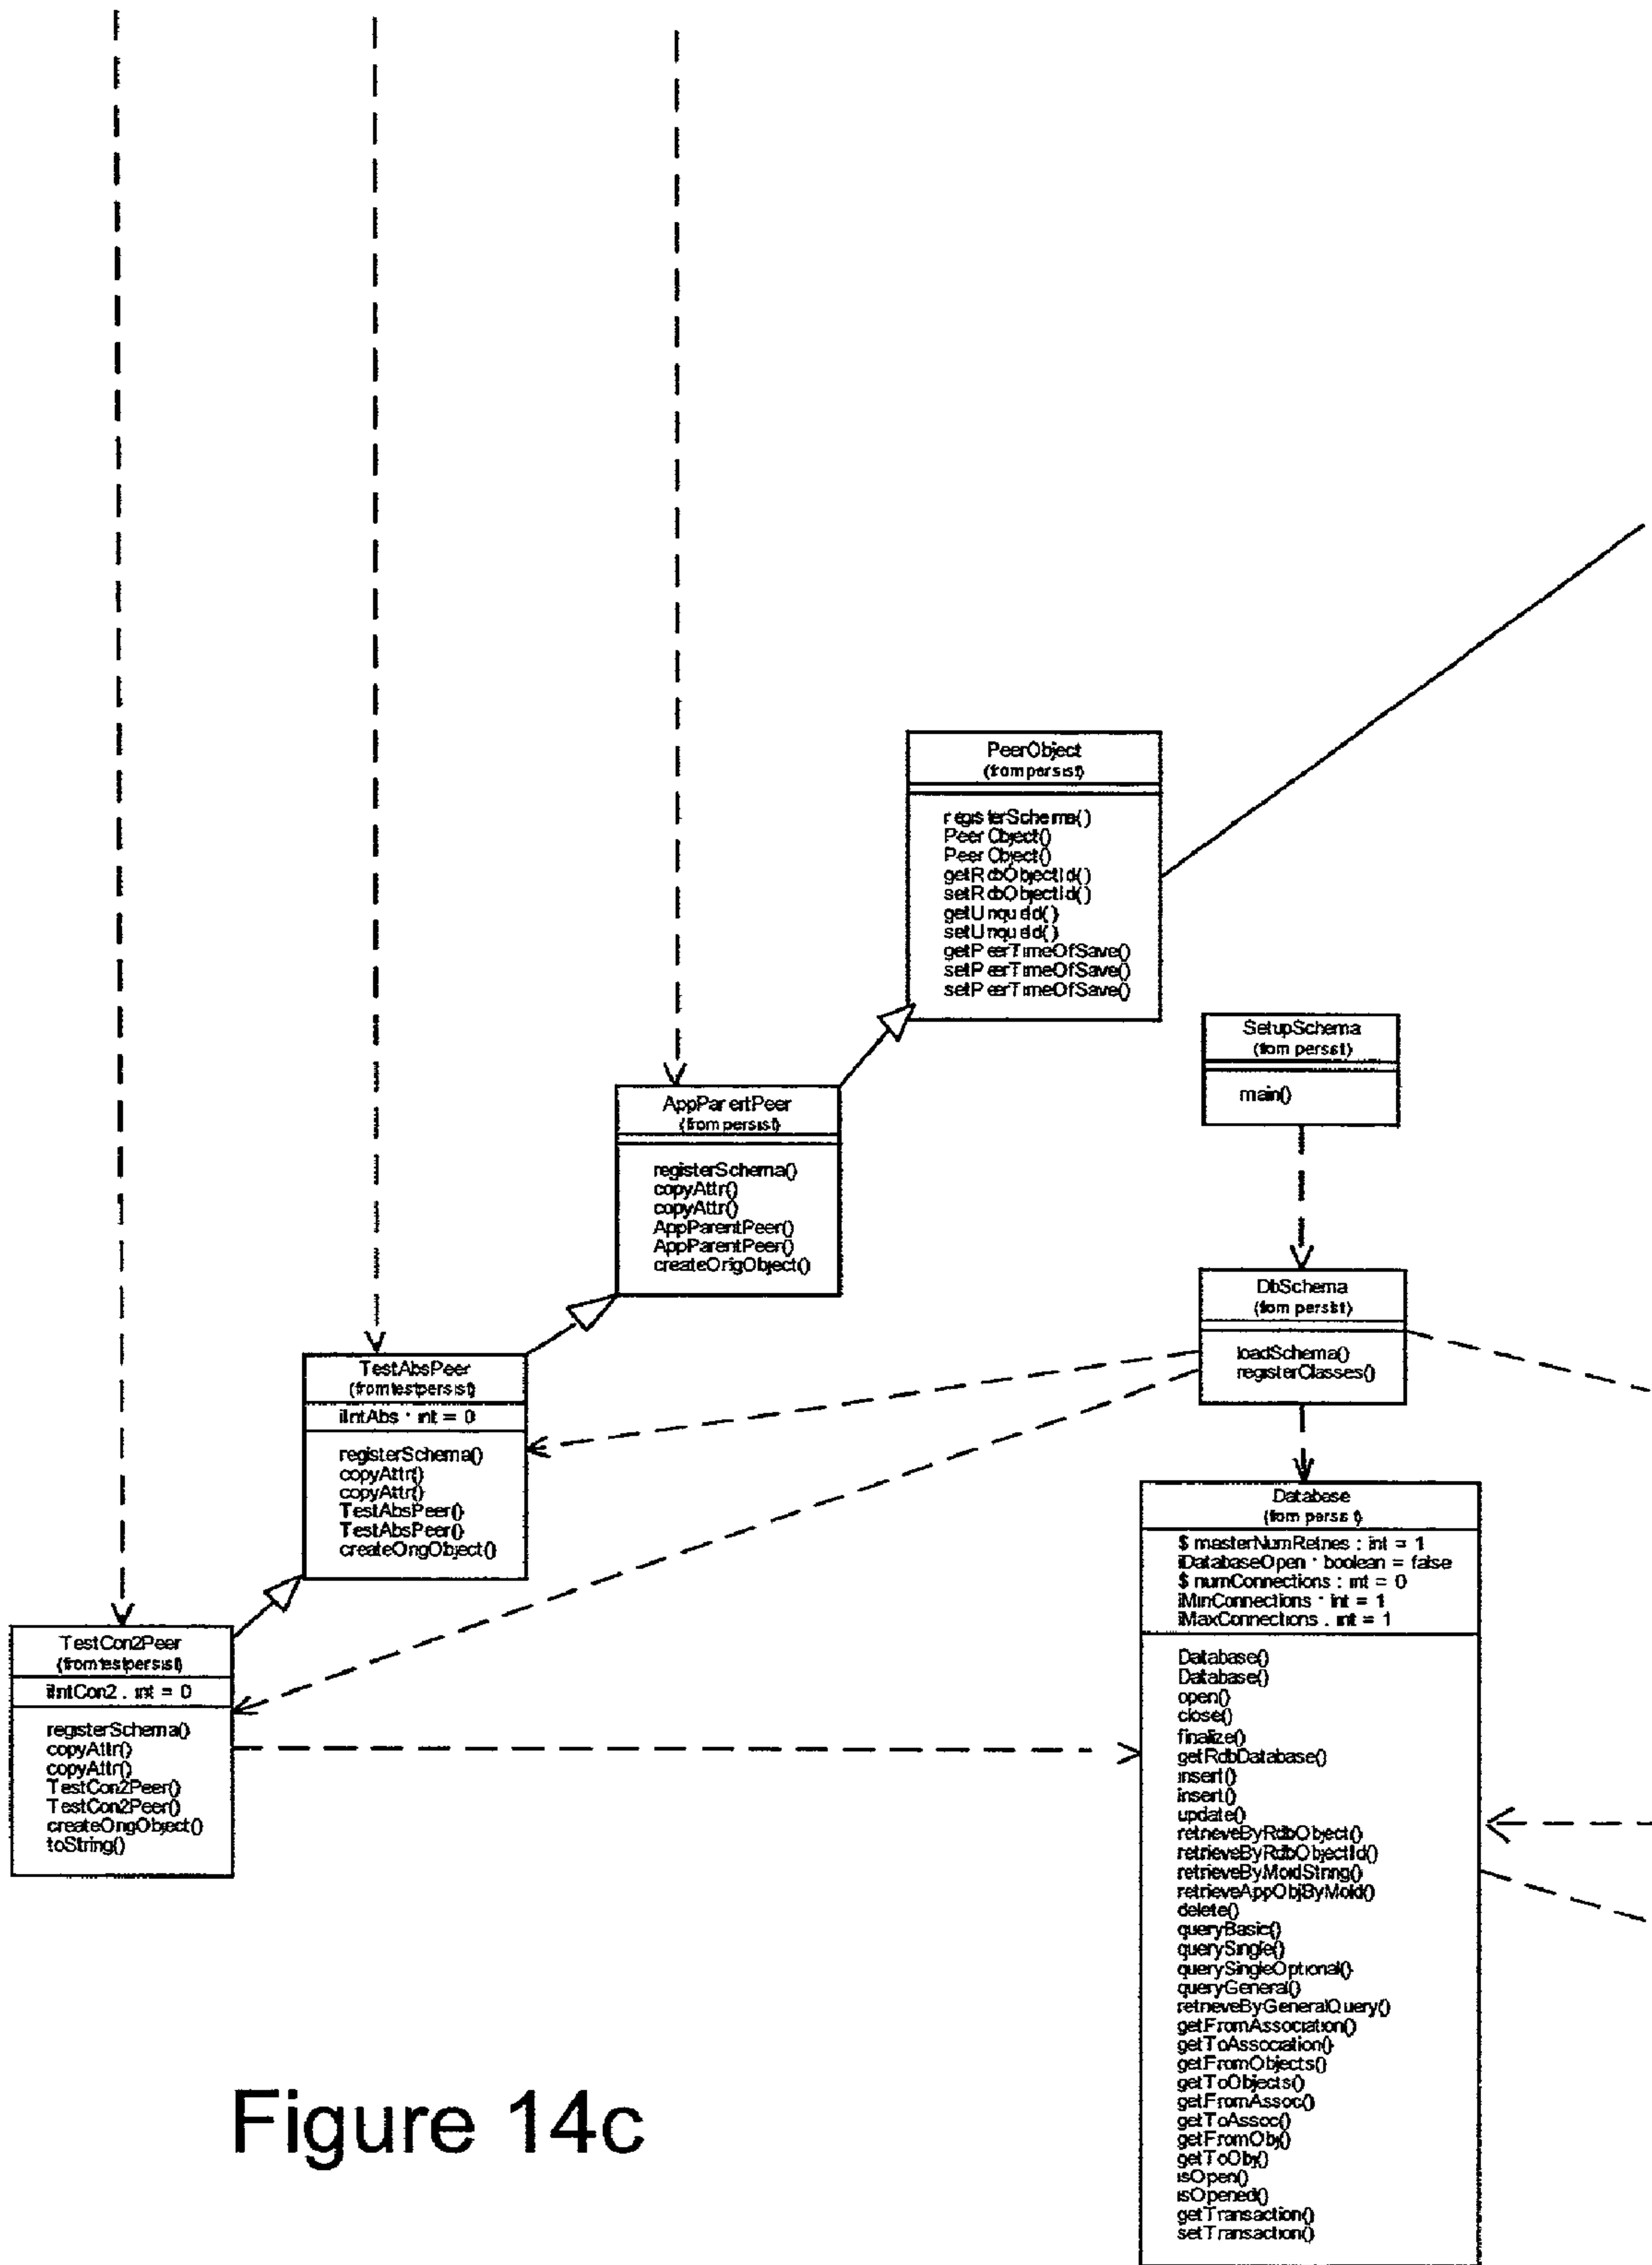 PeerObject
(from persist)
registerSchema()
PeerObject()
PeerObject()
getRdbObjectId()
setRdbObjectId()
getUniqueId()
setUniqueId()
getPeerTimeOfSave()
setPeerTimeOfSave()
setPeerTimeOfSave()
SetupSchema
(from persist)
main()
AppParentPeer
(from persist)
registerSchema()
copyAttr()
copyAttr()
AppParentPeer()
AppParentPeer()
createOrigObject()
DbSchema
(from persist)
loadSchema()
registerClasses()
TestAbsPeer
(from testpersist)
iIntAbs : int = 0
registerSchema()
copyAttr()
copyAttr()
TestAbsPeer()
TestAbsPeer()
createOrigObject()
TestCon2Peer
(from testpersist)
iIntCon2 : int = 0
registerSchema()
copyAttr()
copyAttr()
TestCon2Peer()
TestCon2Peer()
createOrigObject()
toString()
Database
(from persist)
$ masterNumRetries : int = 1
iDatabaseOpen : boolean = false
$ numConnections : int = 0
iMinConnections : int = 1
iMaxConnections : int = 1
Database()
Database()
open()
close()
finalize()
getRdbDatabase()
insert()
insert()
update()
retrieveByRdbObject()
retrieveByRdbObjectId()
retrieveByMoidString()
retrieveAppObjByMoid()
delete()
queryBasic()
querySingle()
querySingleOptional()
queryGeneral()
retrieveByGeneralQuery()
getFromAssociation()
getToAssociation()
getFromObjects()
getToObjects()
getFromAssoc()
getToAssoc()
getFromObj()
getToObj()
isOpen()
isOpened()
getTransaction()
setTransaction()
Figure 14c